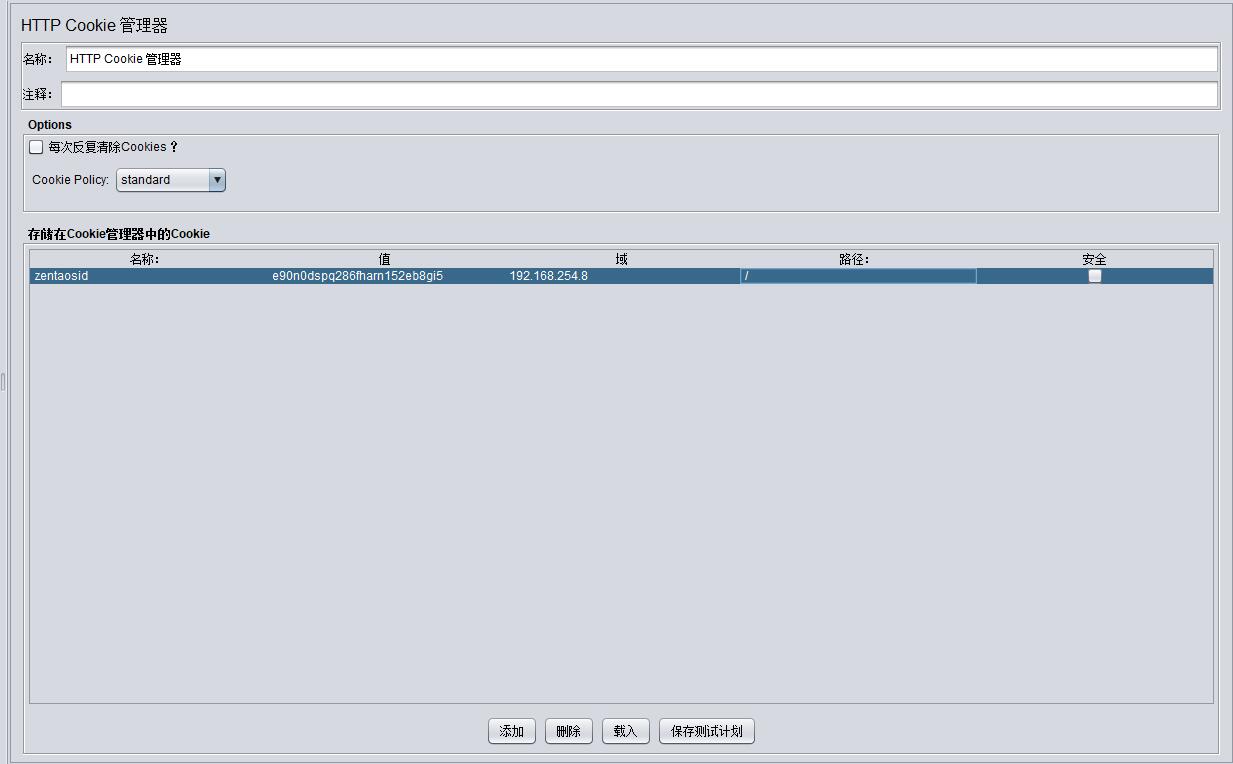 HTTP Cookie 管理器
名称： HTTP Cookie 管理器
注释：
Options
每次反复清除Cookies？
Cookie Policy: standard
存储在Cookie管理器中的Cookie
名称： 值 域 路径： 安全
zentaosid e90n0dspq286fharn152eb8gi5 192.168.254.8 /
添加 删除 载入 保存测试计划